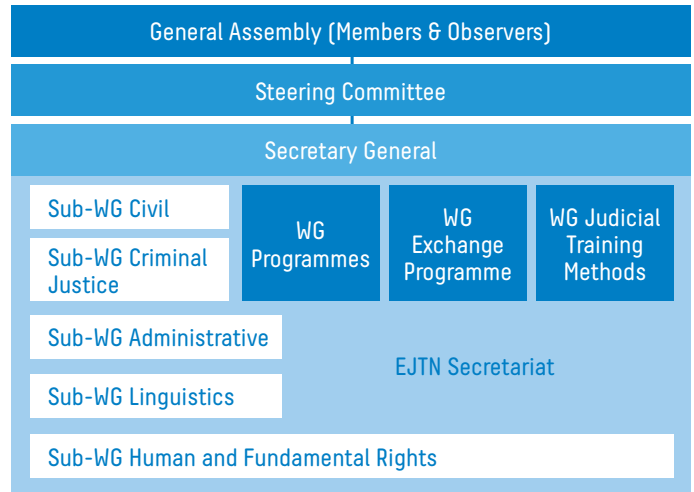 General Assembly (Members & Observers)
Steering Committee
Secretary General
Sub-WG Civil
Sub-WG Criminal
Justice
WG
Programmes
WG
Exchange
Programme
WG Judicial
Training
Methods
Sub-WG Administrative
EJTN Secretariat
Sub-WG Linguistics
Sub-WG Human and Fundamental Rights